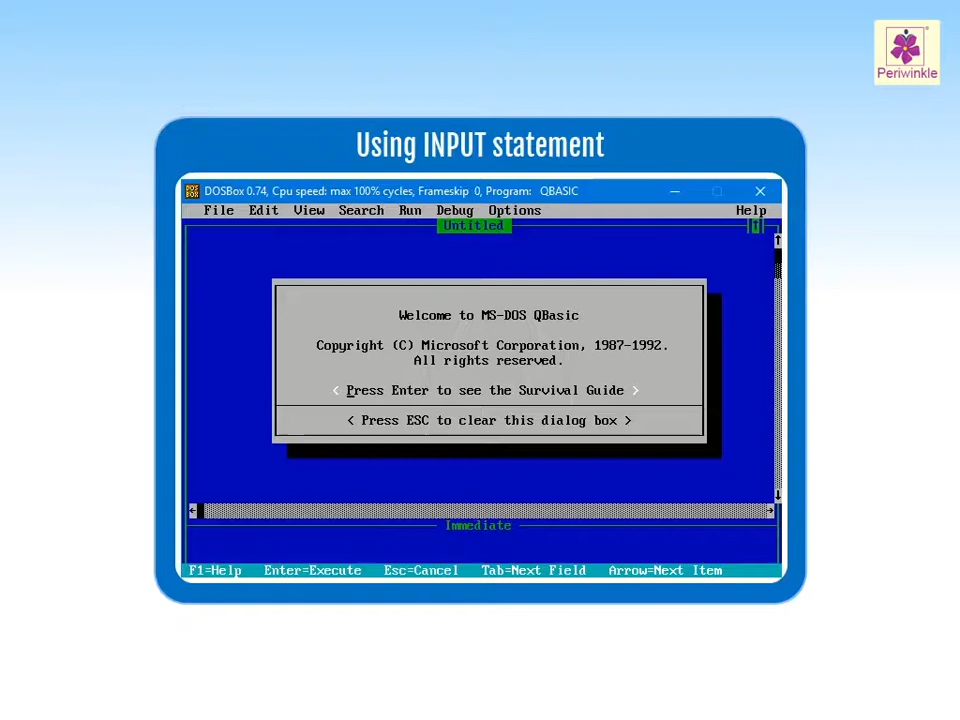 Periwinkle
Using INPUT statement
DOSBox 0.74, Cpu speed: max 100% cycles, Frameskip 0, Program: QBASIC
File Edit View Search Run Debug Options Help
Untitled
Welcome to MS-DOS QBasic
Copyright (C) Microsoft Corporation, 1987-1992.
All rights reserved.
< Press Enter to see the Survival Guide >
< Press ESC to clear this dialog box >
Immediate
F1=Help Enter=Execute Esc=Cancel Tab=Next Field Arrow=Next Item